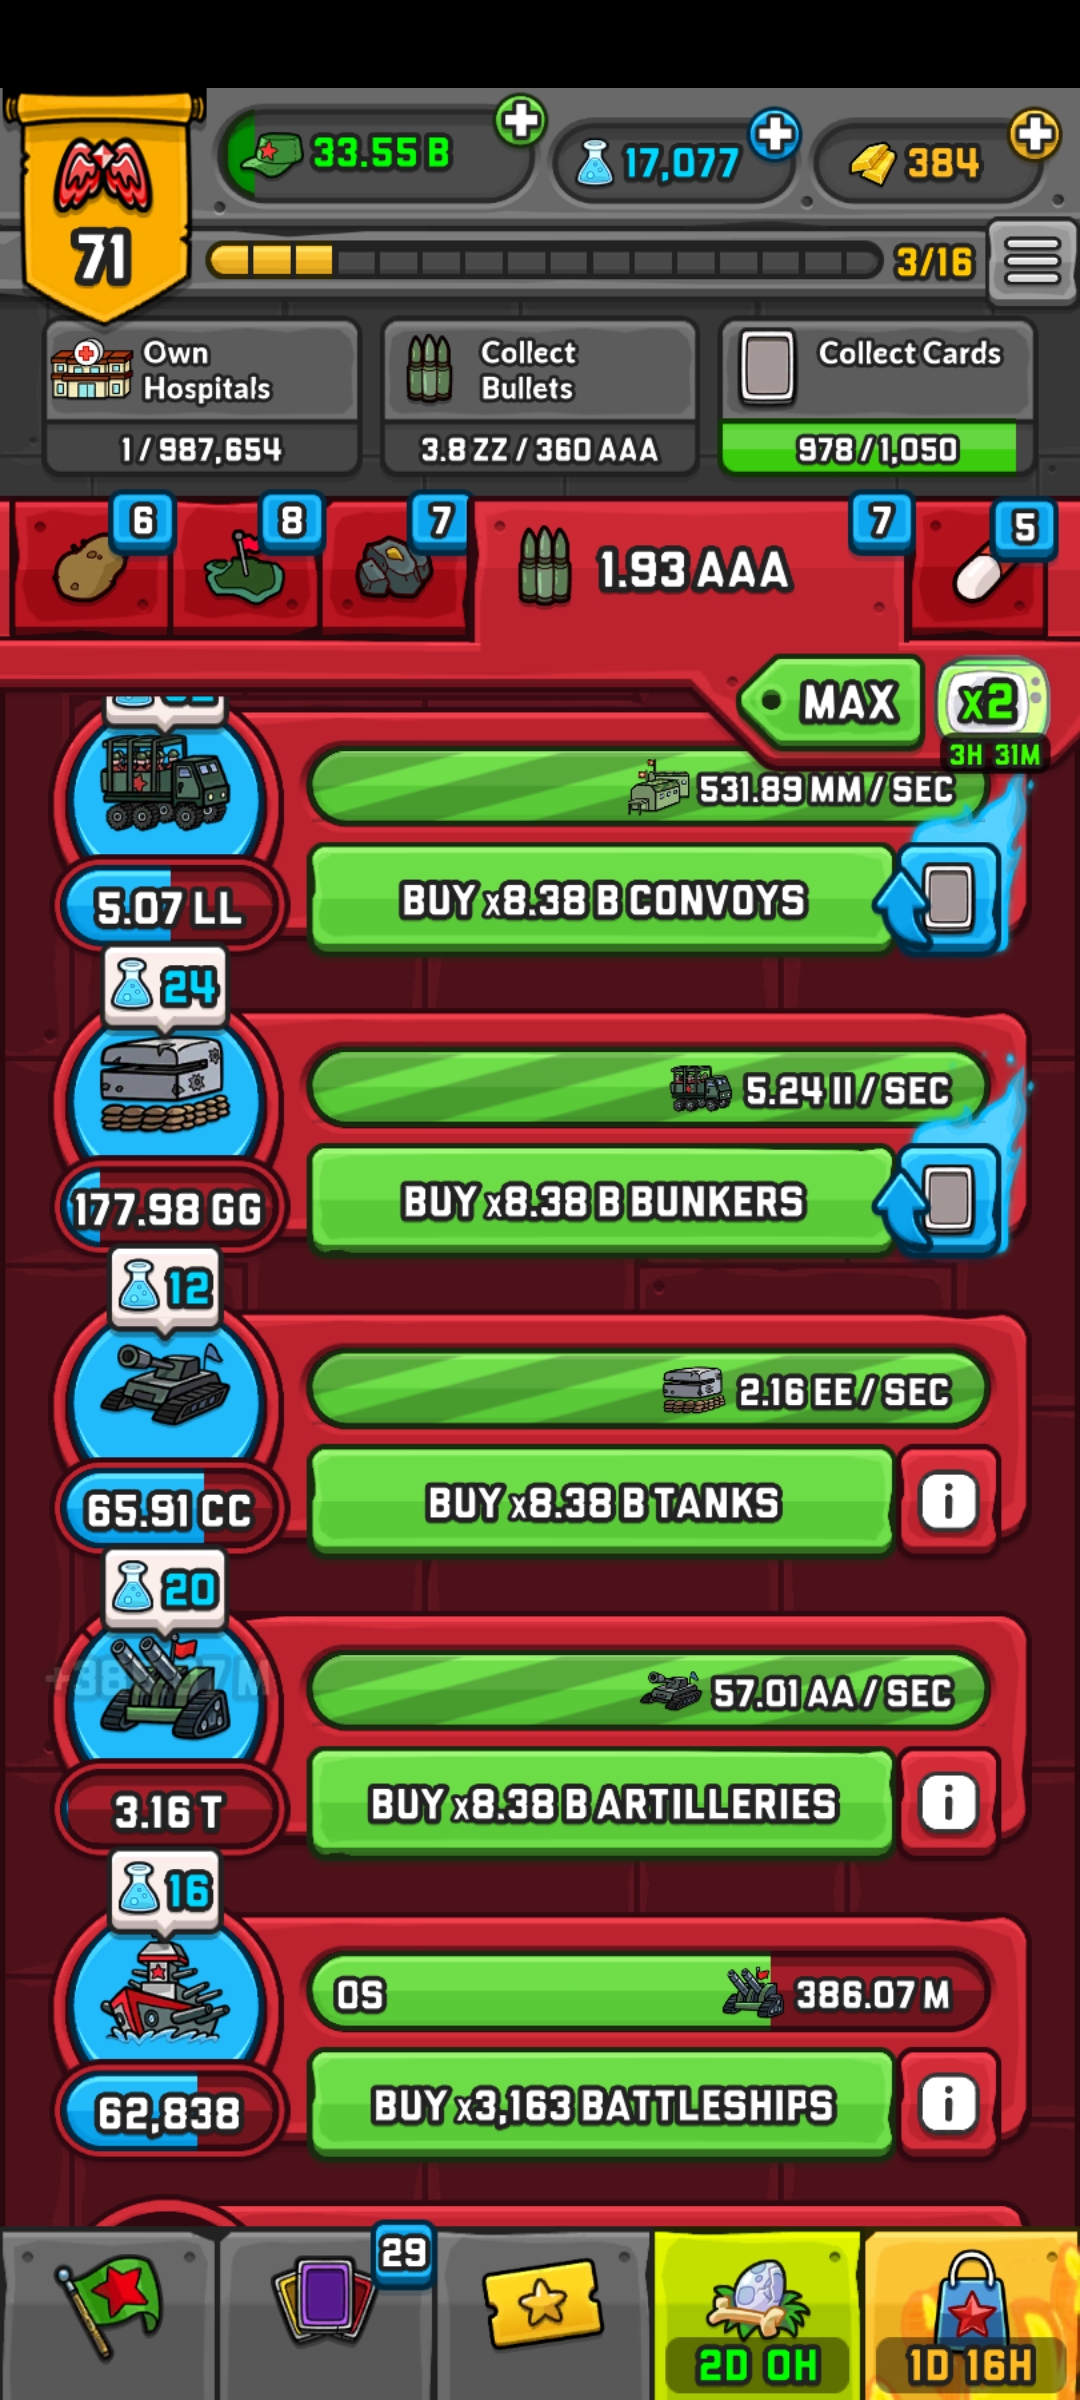 33.55 B
17,077
384
71
3/16
Own
Hospitals
1 / 987,654
Collect
Bullets
3.8 ZZ / 360 AAA
Collect Cards
978 / 1,050
6
8
7
1.93 AAA
7
5
MAX
x2
3H 31M
531.89 MM / SEC
BUY x8.38 B CONVOYS
5.07 LL
24
5.24 II / SEC
BUY x8.38 B BUNKERS
177.98 GG
12
2.16 EE / SEC
BUY x8.38 B TANKS
65.91 CC
20
57.01 AA / SEC
BUY x8.38 B ARTILLERIES
3.16 T
16
0S
386.07 M
BUY x3,163 BATTLESHIPS
62,838
29
2D 0H
1D 16H